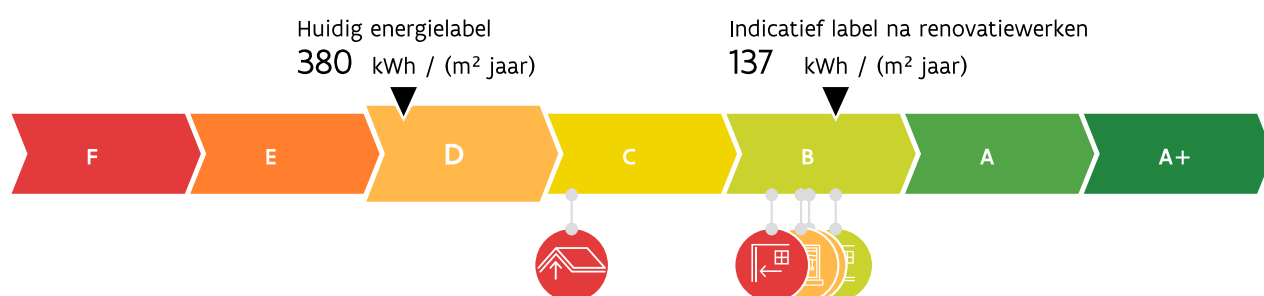 Huidig energielabel
380 kWh / (m² jaar)
Indicatief label na renovatiewerken
137 kWh / (m² jaar)
F E D C B A A+